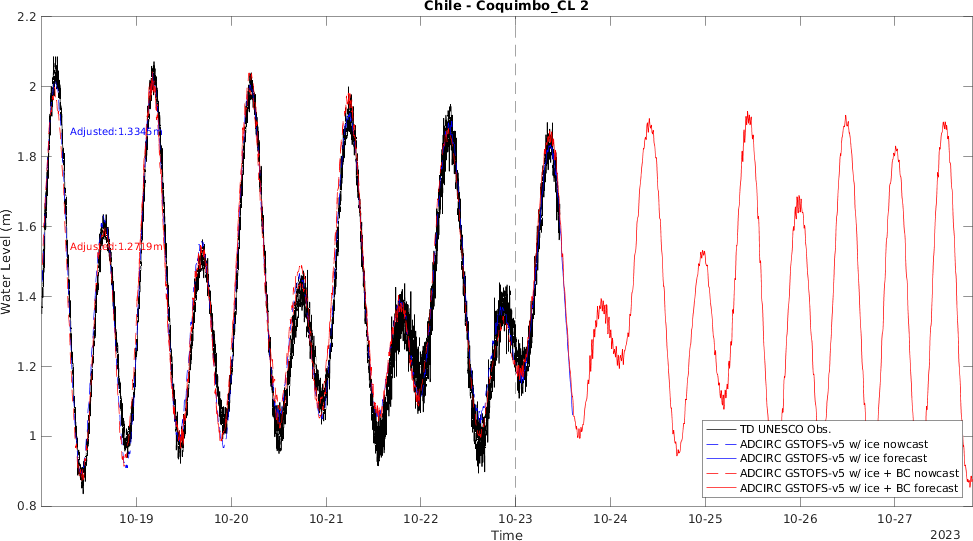 Chile - Coquimbo_CL 2
2.2
2
1.8
1.6
1.4
1.2
1
0.8
Water Level (m)
Adjusted:1.3345m
Adjusted:1.2719m
TD UNESCO Obs.
ADCIRC GSTOFS-v5 w/ ice nowcast
ADCIRC GSTOFS-v5 w/ ice forecast
ADCIRC GSTOFS-v5 w/ ice + BC nowcast
ADCIRC GSTOFS-v5 w/ ice + BC forecast
10-19 10-20 10-21 10-22 10-23 10-24 10-25 10-26 10-27
Time
2023